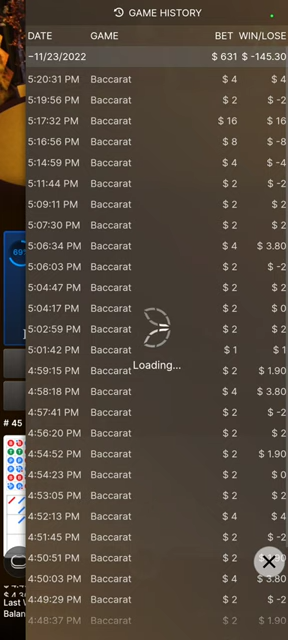 GAME HISTORY
DATE GAME BET WIN/LOSE
−11/23/2022 $ 631 $ -145.30
5:20:31 PM Baccarat $ 4 $ 4
5:19:56 PM Baccarat $ 2 $ -2
5:17:32 PM Baccarat $ 16 $ 16
5:16:56 PM Baccarat $ 8 $ -8
5:14:59 PM Baccarat $ 4 $ -4
5:11:44 PM Baccarat $ 2 $ -2
5:09:11 PM Baccarat $ 2 $ 2
5:07:30 PM Baccarat $ 2 $ 2
5:06:34 PM Baccarat $ 4 $ 3.80
5:06:03 PM Baccarat $ 2 $ -2
5:04:47 PM Baccarat $ 2 $ 2
5:04:17 PM Baccarat $ 2 $ 0
5:02:59 PM Baccarat $ 2 $ 2
5:01:42 PM Baccarat $ 1 $ 1
Loading...
4:59:15 PM Baccarat $ 2 $ 1.90
4:58:18 PM Baccarat $ 4 $ 3.80
4:57:41 PM Baccarat $ 2 $ -2
4:56:20 PM Baccarat $ 2 $ 2
# 45
4:54:52 PM Baccarat $ 2 $ 1.90
4:54:23 PM Baccarat $ 2 $ 0
4:53:05 PM Baccarat $ 2 $ 2
4:52:13 PM Baccarat $ 4 $ 4
4:51:45 PM Baccarat $ 2 $ -2
4:50:51 PM Baccarat $ 2
4:50:03 PM Baccarat $ 4 $ 3.80
4:49:29 PM Baccarat $ 2 $ -2
Last
Balan
4:48:37 PM Baccarat $ 2 $ 1.90